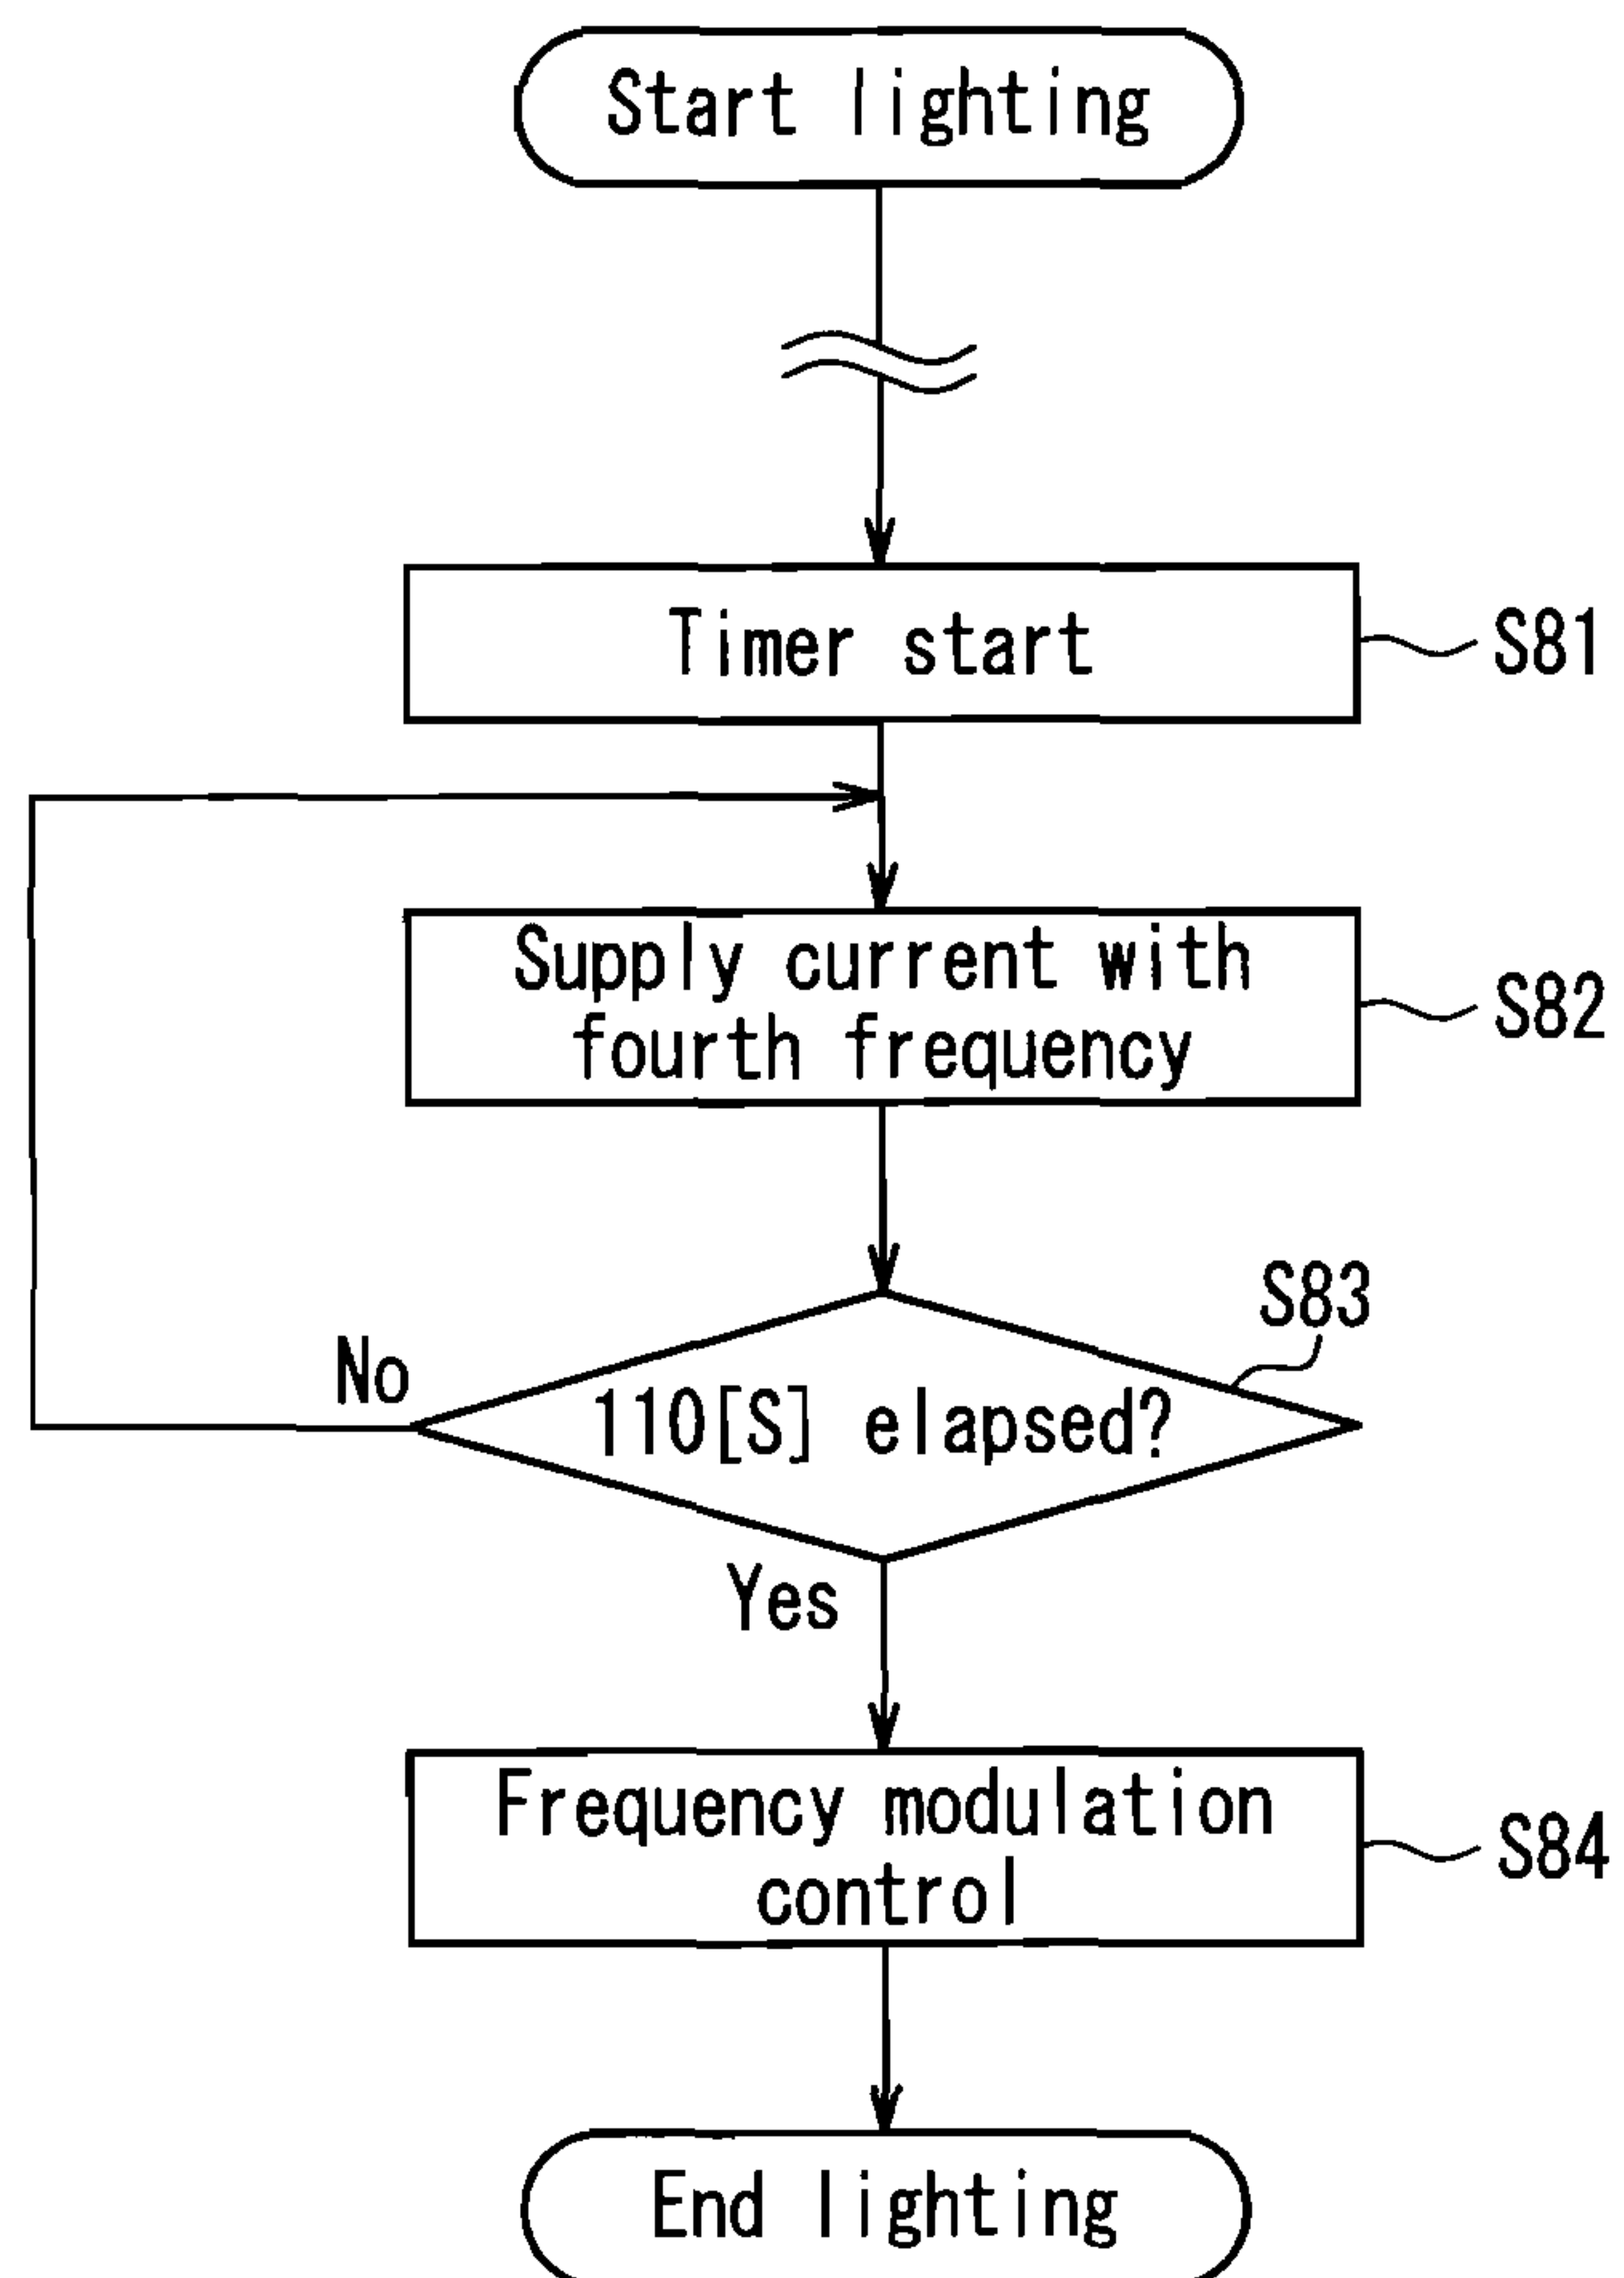 Start lighting
Timer start
S81
Supply current with
fourth frequency
S82
S83
No
110[S] elapsed?
Yes
Frequency modulation
control
S84
End lighting